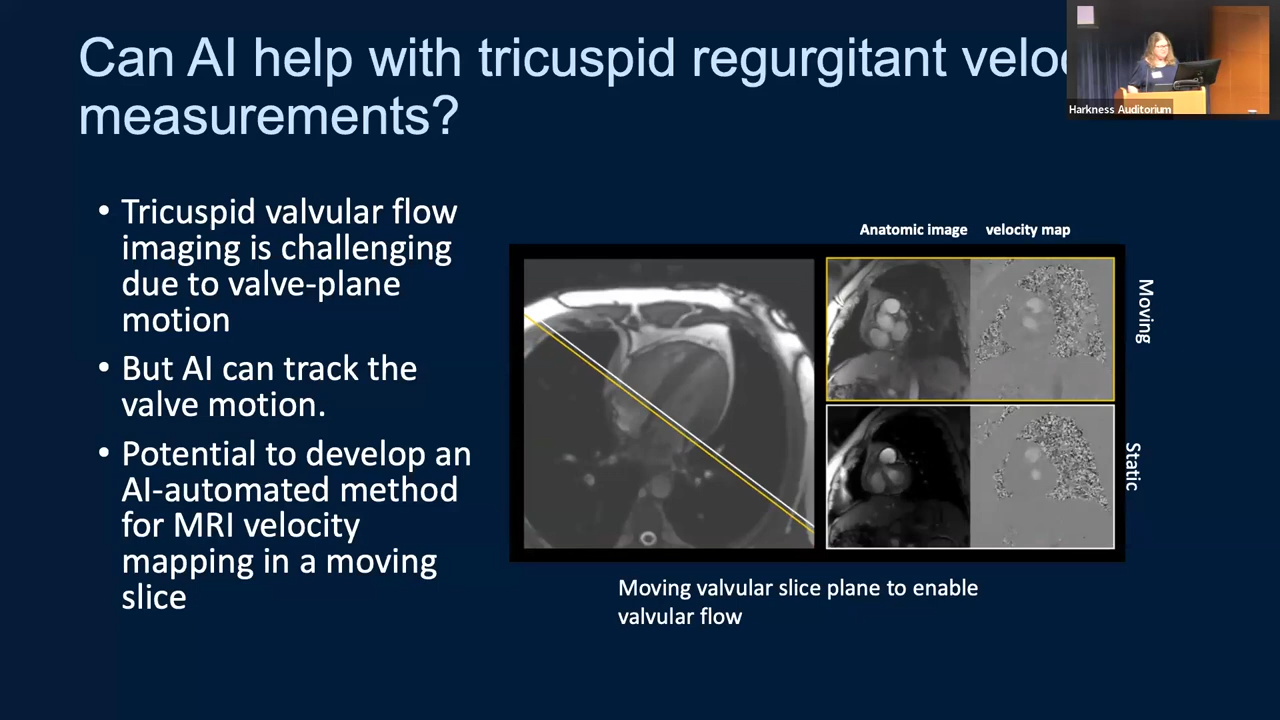 Can AI help with tricuspid regurgitant
measurements?
Harkness Auditorium
• Tricuspid valvular flow
imaging is challenging
due to valve-plane
motion
• But AI can track the
valve motion.
• Potential to develop an
AI-automated method
for MRI velocity
mapping in a moving
slice
Anatomic image velocity map
Moving
Static
Moving valvular slice plane to enable
valvular flow